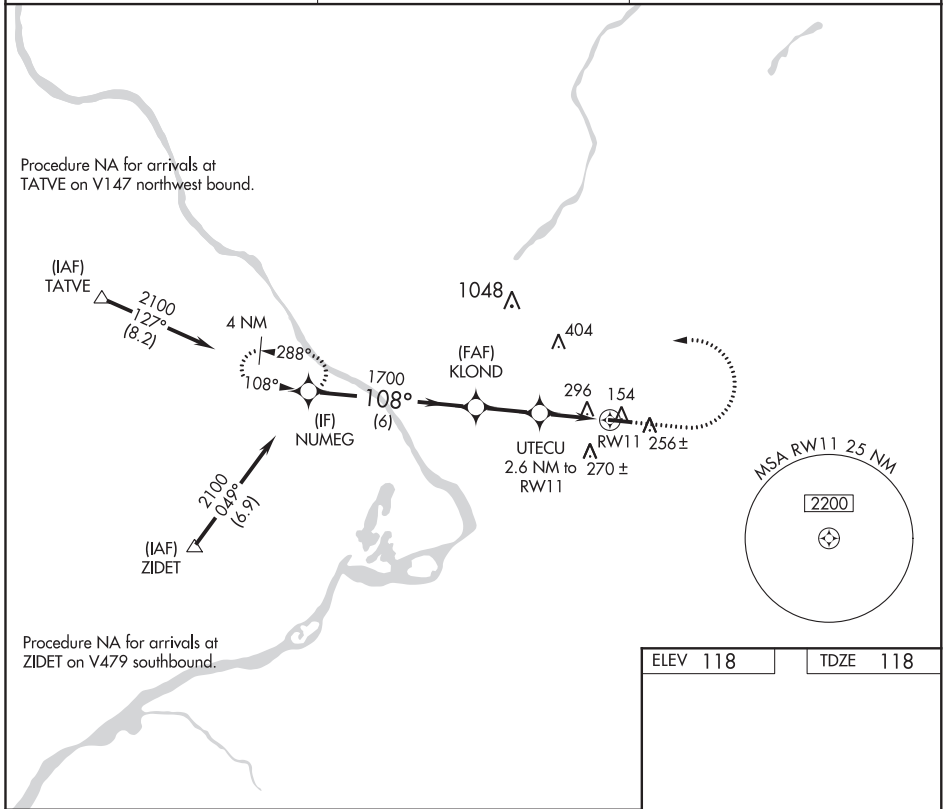 Procedure NA for arrivals at
TATVE on V147 northwest bound.
(IAF)
TATVE
2100
127°
(8.2)
4 NM
288°
108°
(IF)
NUMEG
1700
108°
(6)
1048
404
(FAF)
KLOND
296
154
UTECU
2.6 NM to
RW11
RW11
256±
270 ±
2100
049°
(6.9)
(IAF)
ZIDET
MSA RW11 25 NM
2200
Procedure NA for arrivals at
ZIDET on V479 southbound.
ELEV 118
TDZE 118